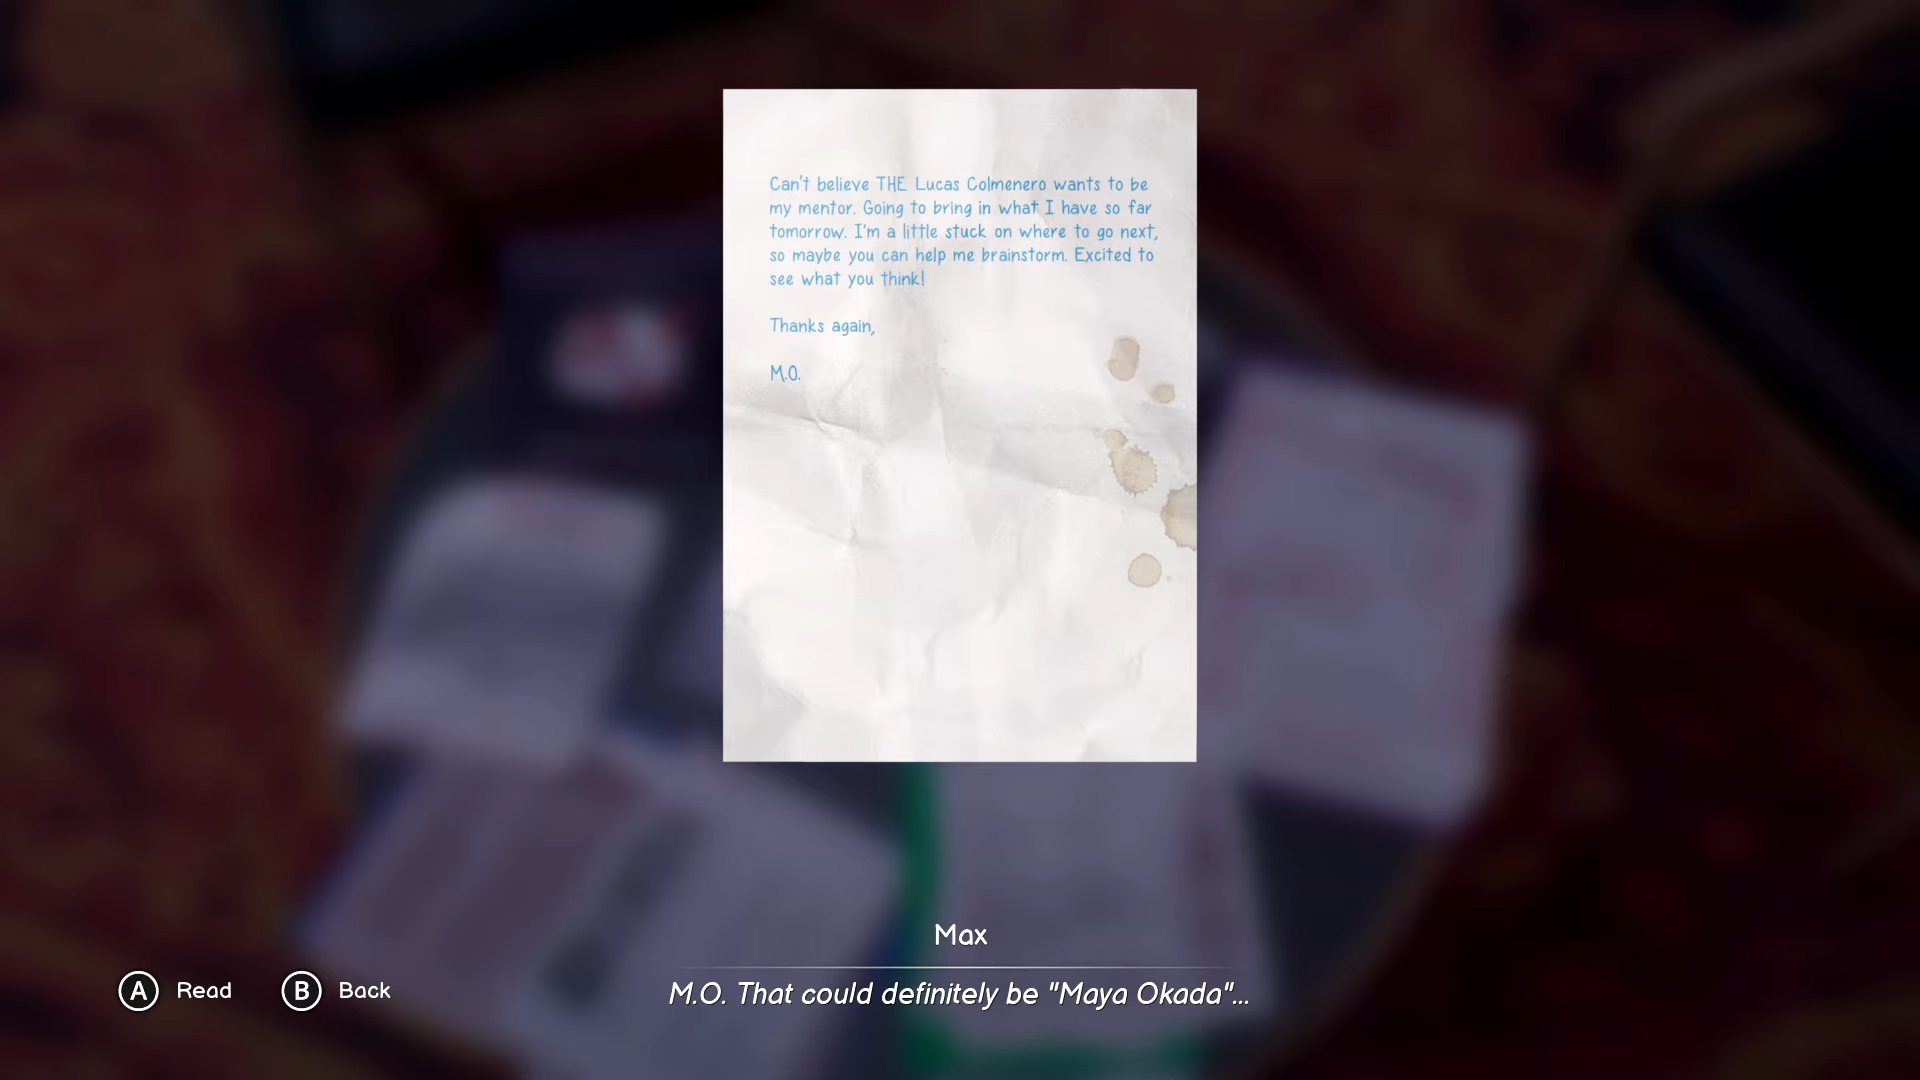 Can't believe THE Lucas Colmenero wants to be
my mentor. Going to bring in what I have so far
tomorrow. I'm a little stuck on where to go next,
so maybe you can help me brainstorm. Excited to
see what you think!
Thanks again,
M.O.
Max
A Read B Back
M.O. That could definitely be "Maya Okada"...